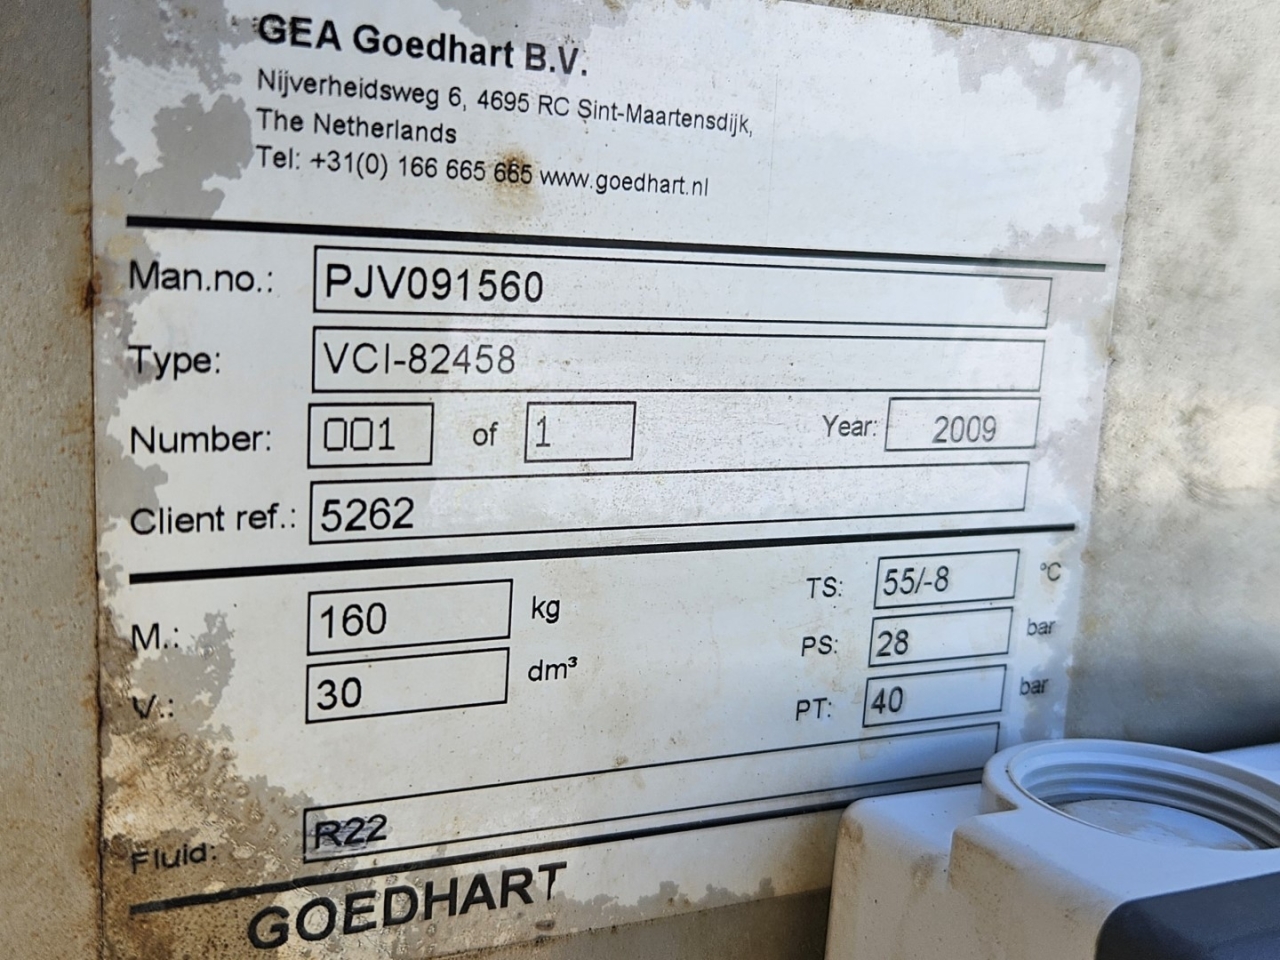 GEA Goedhart B.V.
Nijverheidsweg 6, 4695 RC Sint-Maartensdijk,
The Netherlands
Tel: +31(0) 166 665 665 www.goedhart.nl
Man.no.: PJV091560
Type: VCI-82458
Number: 001 of 1 Year: 2009
Client ref.: 5262
M.: 160 kg TS: 55/-8 °C
V.: 30 dm³ PS: 28 bar
PT: 40 bar
Fluid: R22
GOEDHART